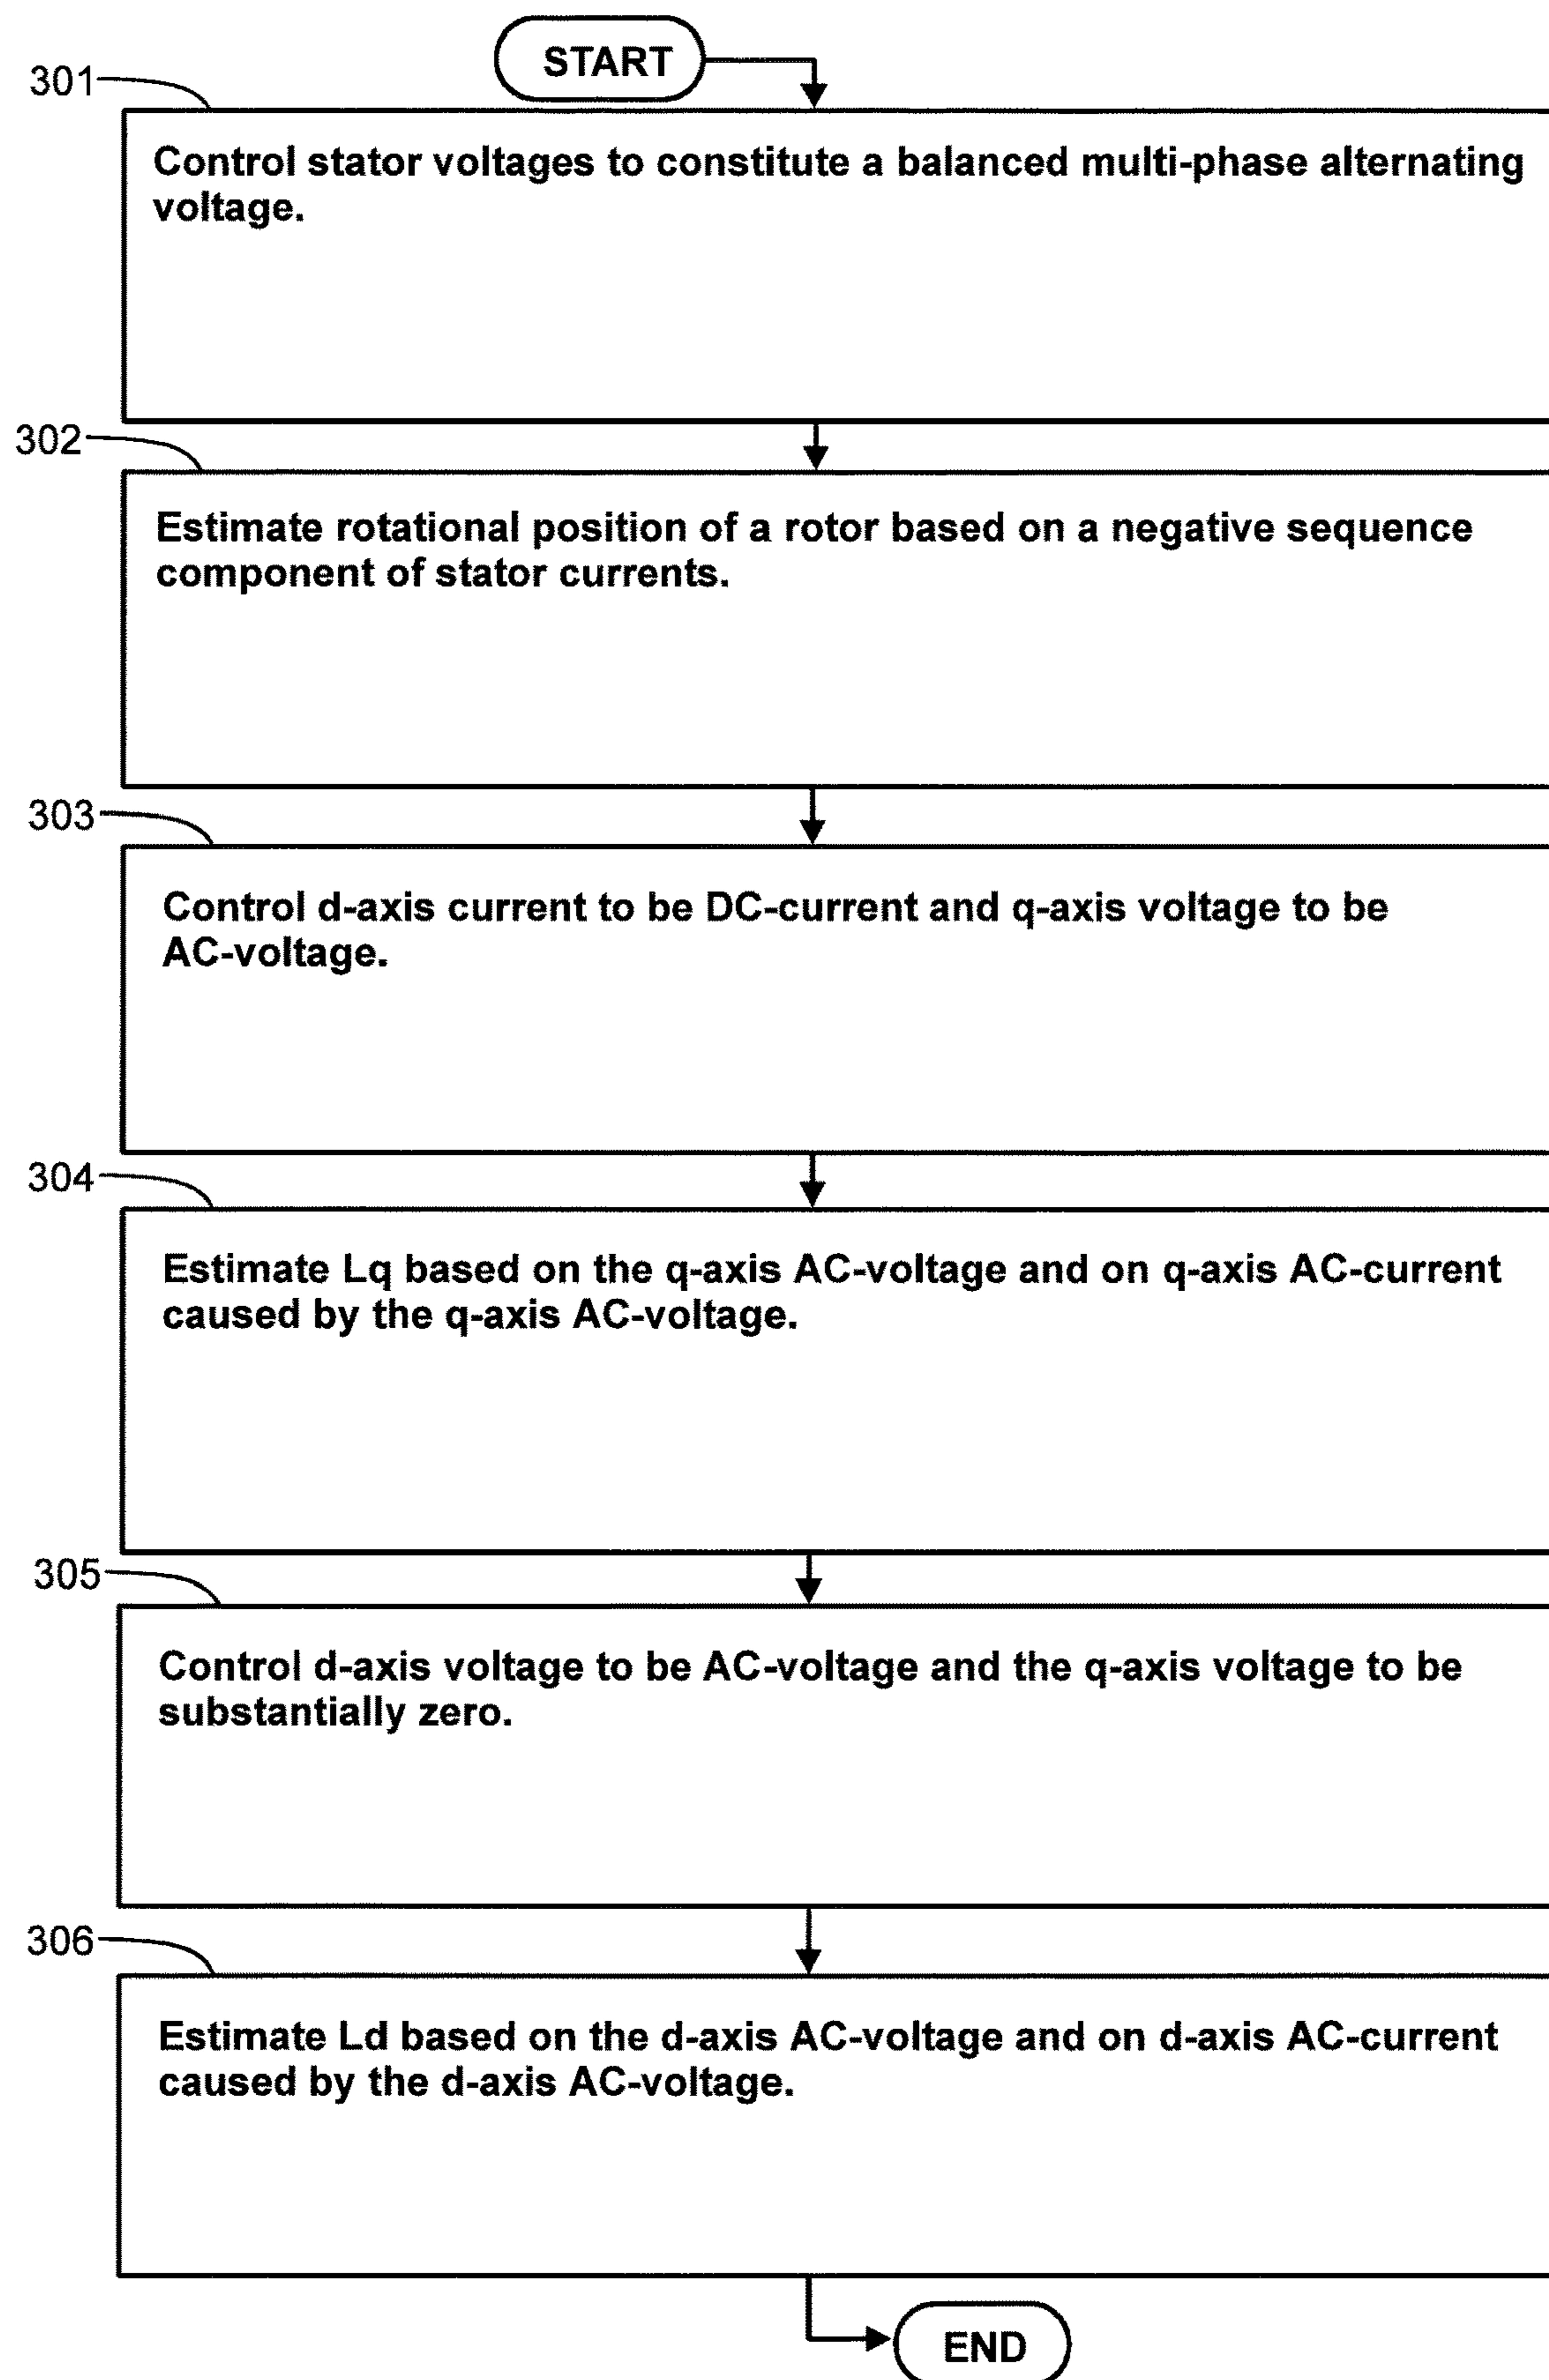 START
301
Control stator voltages to constitute a balanced multi-phase alternating
voltage.
302
Estimate rotational position of a rotor based on a negative sequence
component of stator currents.
303
Control d-axis current to be DC-current and q-axis voltage to be
AC-voltage.
304
Estimate Lq based on the q-axis AC-voltage and on q-axis AC-current
caused by the q-axis AC-voltage.
305
Control d-axis voltage to be AC-voltage and the q-axis voltage to be
substantially zero.
306
Estimate Ld based on the d-axis AC-voltage and on d-axis AC-current
caused by the d-axis AC-voltage.
END